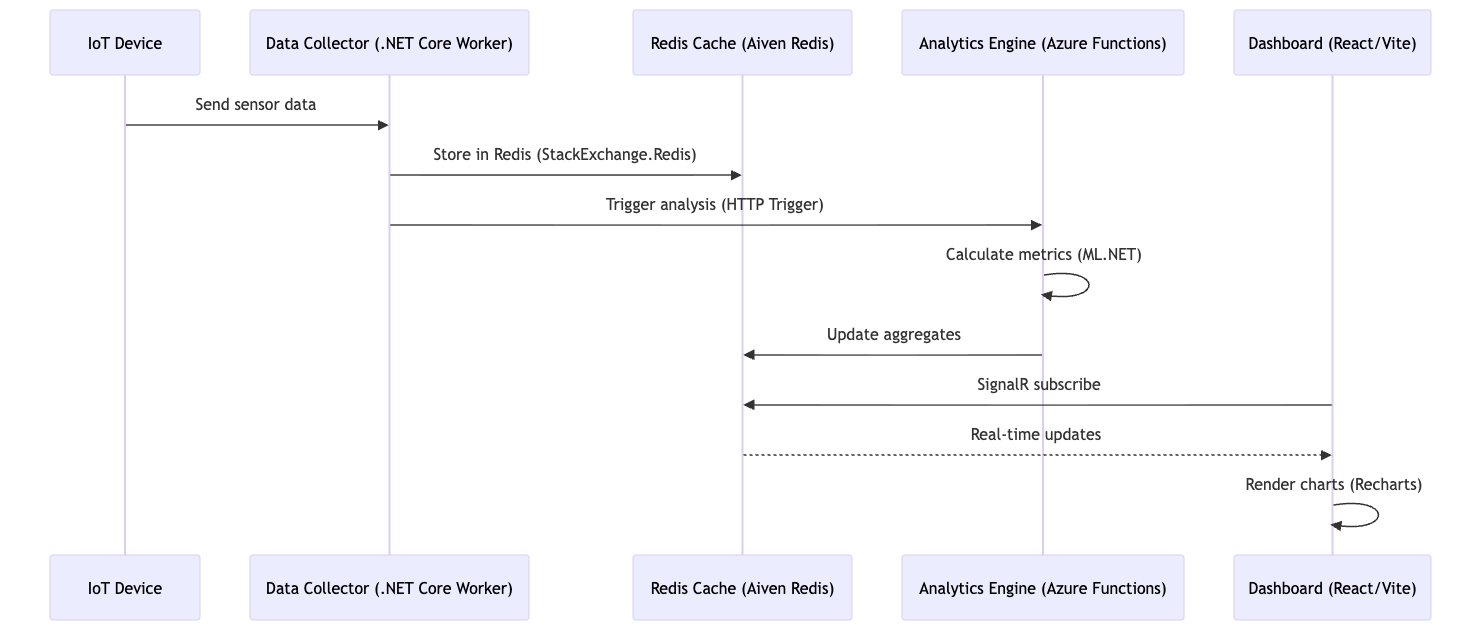 IoT Device
Data Collector (.NET Core Worker)
Redis Cache (Aiven Redis)
Analytics Engine (Azure Functions)
Dashboard (React/Vite)
Send sensor data
Store in Redis (StackExchange.Redis)
Trigger analysis (HTTP Trigger)
Calculate metrics (ML.NET)
Update aggregates
SignalR subscribe
Real-time updates
Render charts (Recharts)
IoT Device
Data Collector (.NET Core Worker)
Redis Cache (Aiven Redis)
Analytics Engine (Azure Functions)
Dashboard (React/Vite)